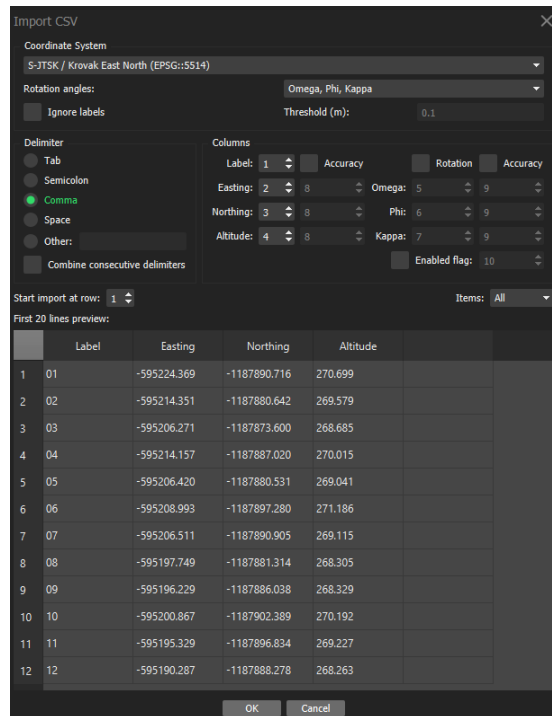 Import CSV
Coordinate System
S-JTSK / Krovak East North (EPSG::5514)
Rotation angles: Omega, Phi, Kappa
Ignore labels Threshold (m): 0.1
Delimiter Columns
Tab Label: 1 Accuracy Rotation Accuracy
Semicolon Easting: 2 8 Omega: 5 9
Comma Northing: 3 8 Phi: 6 9
Space Altitude: 4 8 Kappa: 7 9
Other: Enabled flag: 10
Combine consecutive delimiters
Start import at row: 1 Items: All
First 20 lines preview:
Label Easting Northing Altitude
1 01 -595224.369 -1187890.716 270.699
2 02 -595214.351 -1187880.642 269.579
3 03 -595206.271 -1187873.600 268.685
4 04 -595214.157 -1187887.020 270.015
5 05 -595206.420 -1187880.531 269.041
6 06 -595208.993 -1187897.280 271.186
7 07 -595206.511 -1187890.905 269.115
8 08 -595197.749 -1187881.314 268.305
9 09 -595196.229 -1187886.038 268.329
10 10 -595200.867 -1187902.389 270.192
11 11 -595195.329 -1187896.834 269.227
12 12 -595190.287 -1187888.278 268.263
OK Cancel